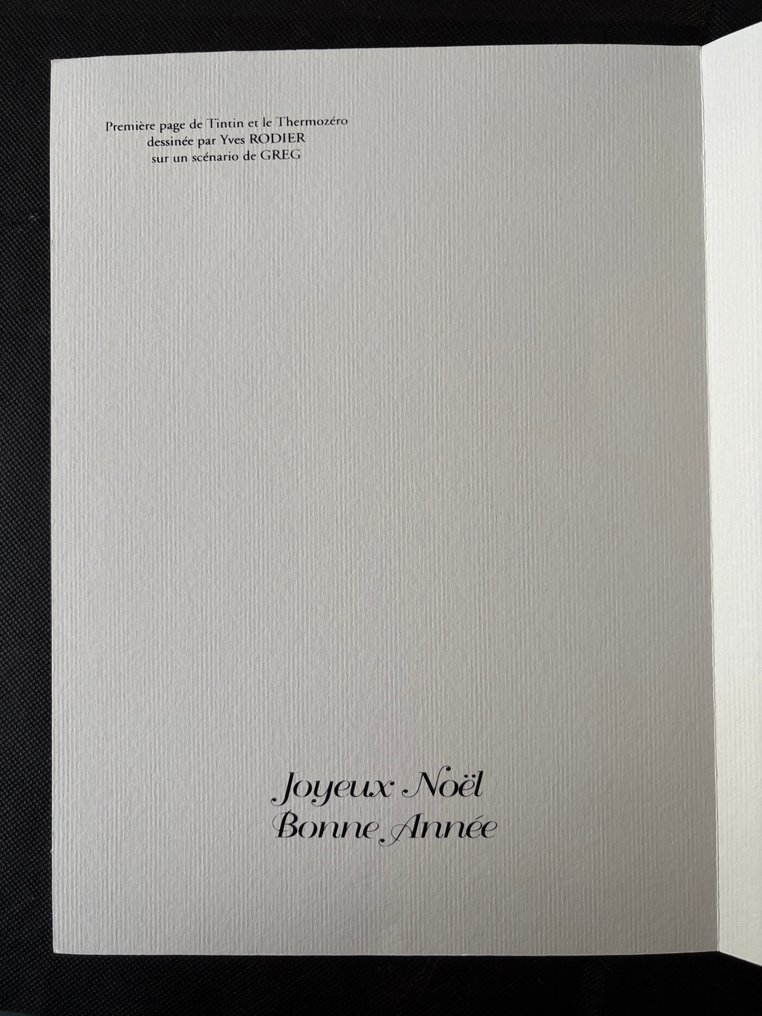 Première page de Tintin et le Thermozéro
dessinée par Yves RODIER
sur un scénario de GREG
Joyeux Noël
Bonne Année